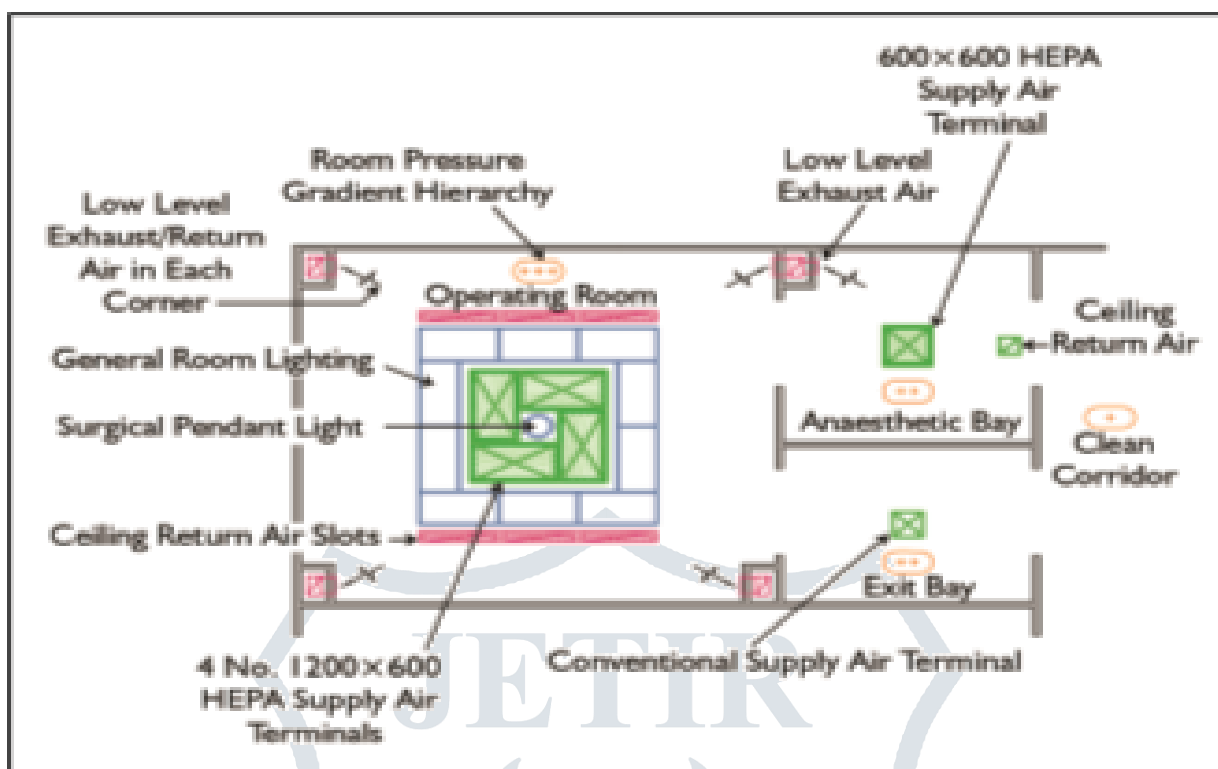 600×600 HEPA
Supply Air
Terminal
Room Pressure
Gradient Hierarchy
Low Level
Exhaust Air
Low Level
Exhaust/Return
Air in Each
Corner
Operating Room
Ceiling
Return Air
General Room Lighting
Surgical Pendant Light
Anaesthetic Bay
Clean
Corridor
Ceiling Return Air Slots
Exit Bay
4 No. 1200×600
HEPA Supply Air
Terminals
Conventional Supply Air Terminal
JETIR